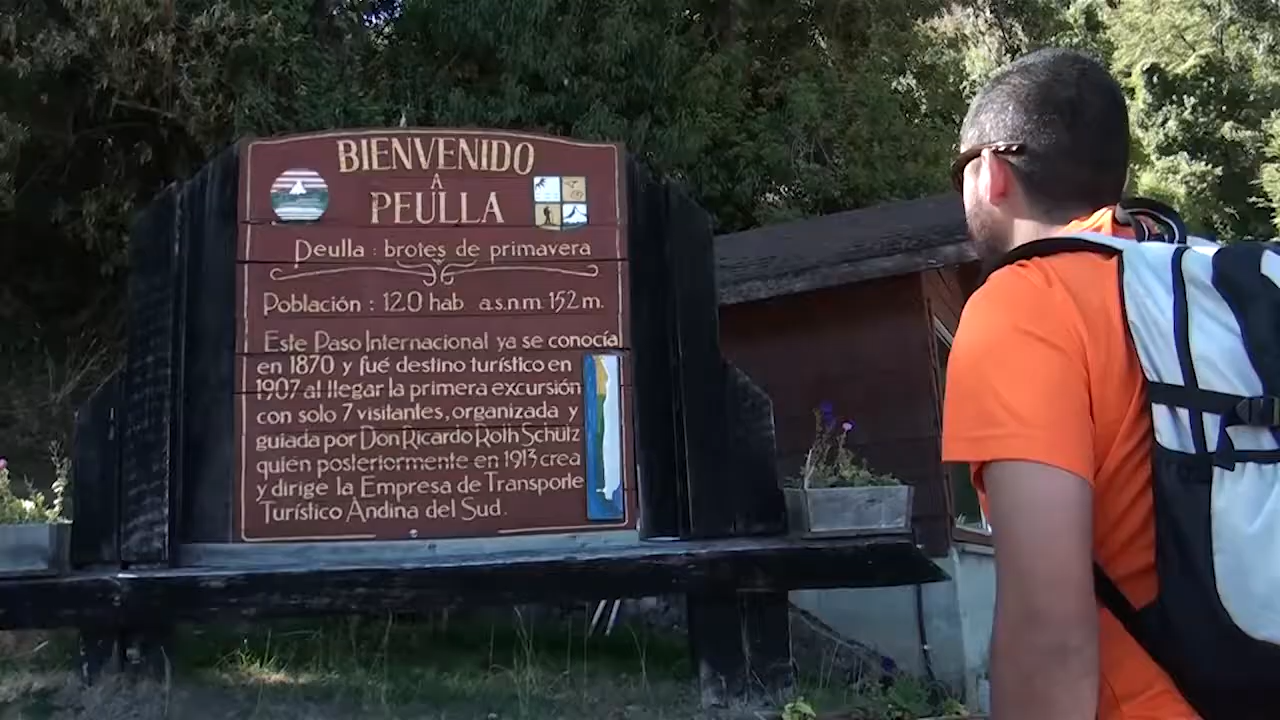 BIENVENIDO
A
PEULLA
Peulla : brotes de primavera
Población : 120 hab a.s.n.m. 152 m.
Este Paso Internacional ya se conocía
en 1870 y fué destino turístico en
1907 al llegar la primera excursión
con solo 7 visitantes, organizada y
guiada por Don Ricardo Roth Schütz
quién posteriormente en 1913 crea
y dirige la Empresa de Transporte
Turístico Andina del Sud.